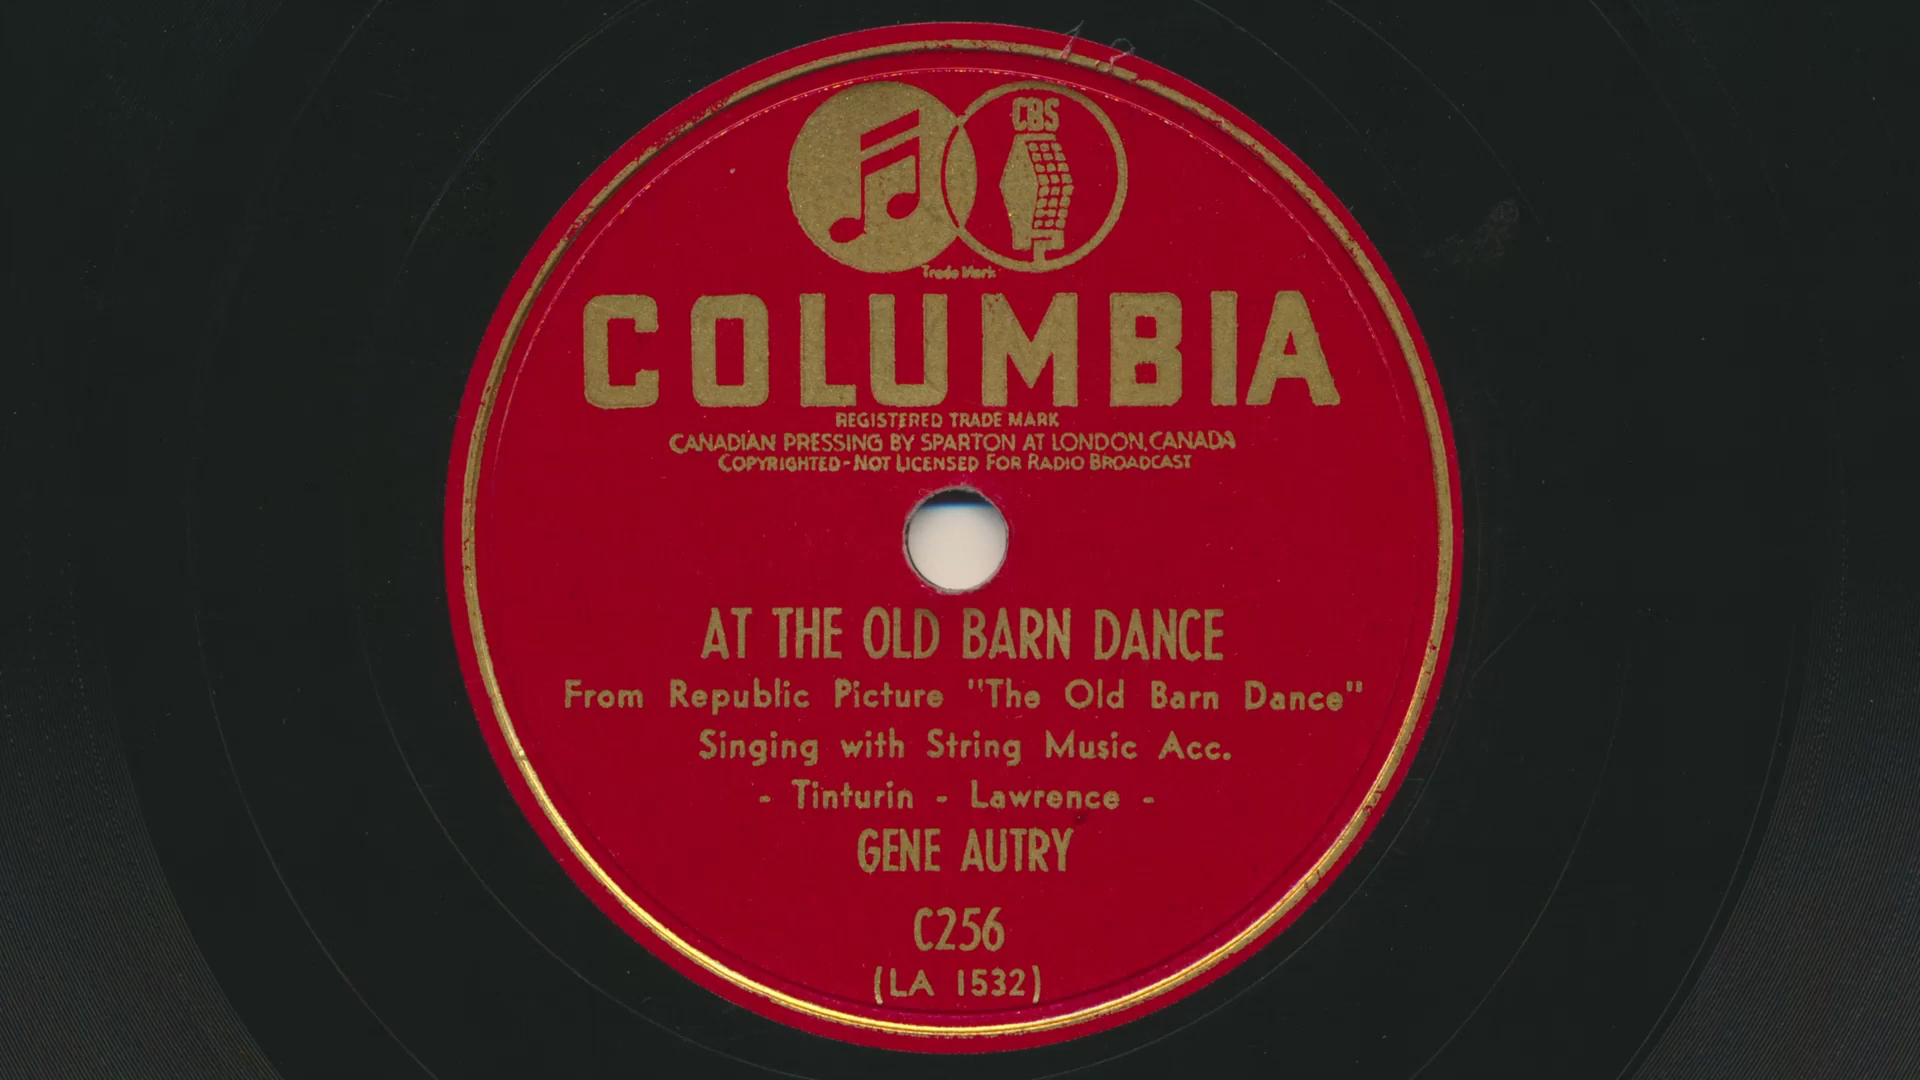 CBS
Trade Mark
COLUMBIA
REGISTERED TRADE MARK
CANADIAN PRESSING BY SPARTON AT LONDON, CANADA
COPYRIGHTED-NOT LICENSED FOR RADIO BROADCAST
AT THE OLD BARN DANCE
From Republic Picture "The Old Barn Dance"
Singing with String Music Acc.
- Tinturin - Lawrence -
GENE AUTRY
C256
(LA 1532)